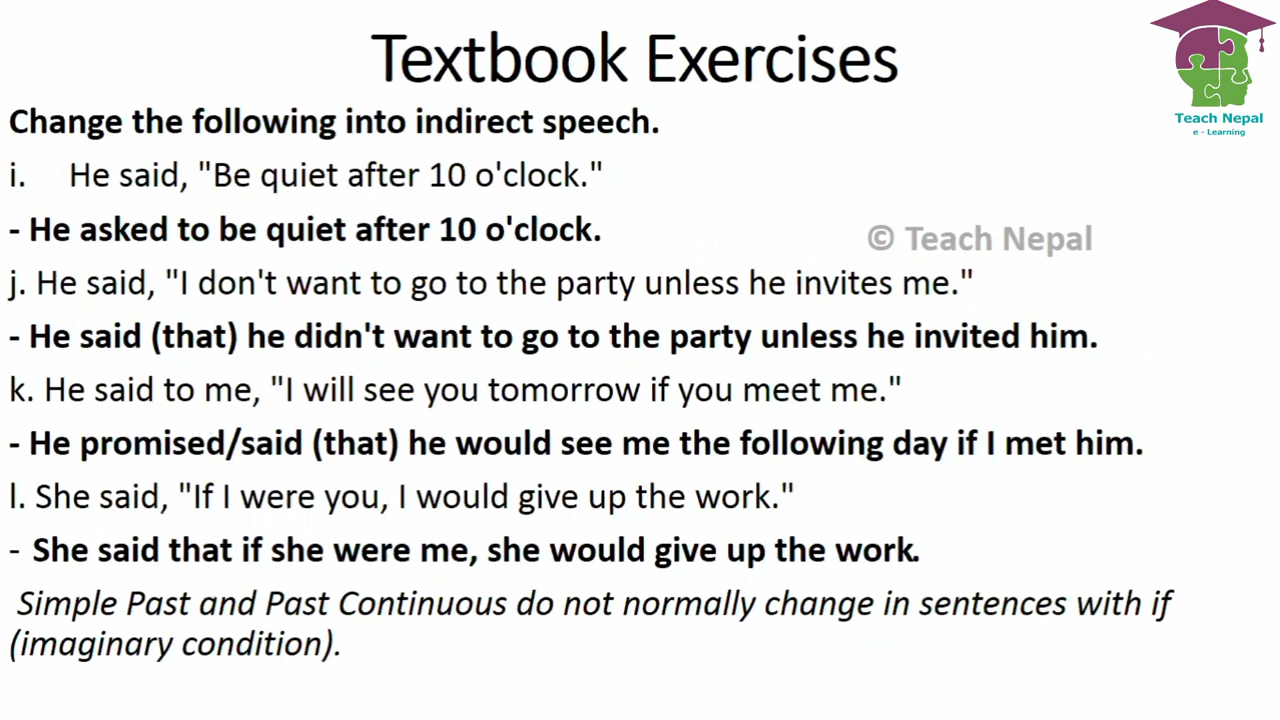 Textbook Exercises
Teach Nepal
e - Learning
Change the following into indirect speech.
i. He said, "Be quiet after 10 o'clock."
- He asked to be quiet after 10 o'clock.
© Teach Nepal
j. He said, "I don't want to go to the party unless he invites me."
- He said (that) he didn't want to go to the party unless he invited him.
k. He said to me, "I will see you tomorrow if you meet me."
- He promised/said (that) he would see me the following day if I met him.
l. She said, "If I were you, I would give up the work."
- She said that if she were me, she would give up the work.
Simple Past and Past Continuous do not normally change in sentences with if
(imaginary condition).